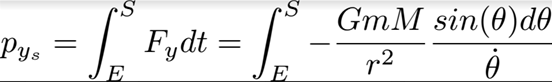 $p_{y_s} = \int_E^S F_y dt = \int_E^S -\frac{GmM}{r^2} \frac{sin(\theta)d\theta}{\dot{\theta}}$